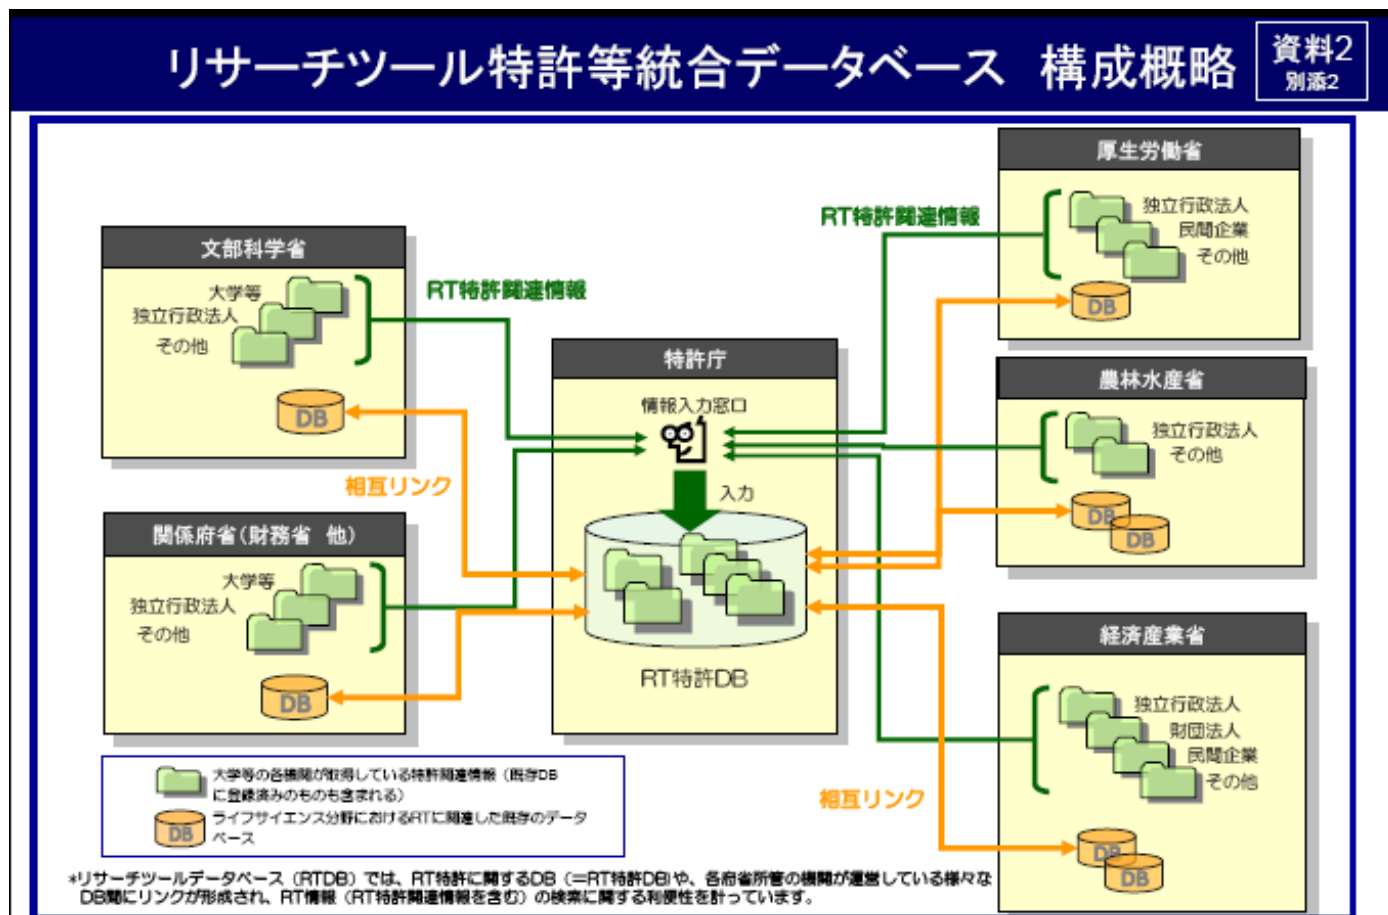 リサーチツール特許等統合データベース　構成概略
資料2
別添2
文部科学省
大学等
独立行政法人
その他
DB
RT特許関連情報
相互リンク
関係府省(財務省　他)
大学等
独立行政法人
その他
DB
特許庁
情報入力窓口
入力
RT特許DB
RT特許関連情報
厚生労働省
独立行政法人
民間企業
その他
DB
農林水産省
独立行政法人
その他
DB
DB
経済産業省
独立行政法人
財団法人
民間企業
その他
DB
DB
相互リンク
大学等の各機関が取得している特許関連情報（既存DB
に登録済みのものも含まれる）
DB
ライフサイエンス分野におけるRTに関連した既存のデータ
ベース
*リサーチツールデータベース（RTDB）では、RT特許に関するDB（=RT特許DB)や、各府省所管の機関が運営している様々な
DB間にリンクが形成され、RT情報（RT特許関連情報を含む）の検索に関する利便性を計っています。